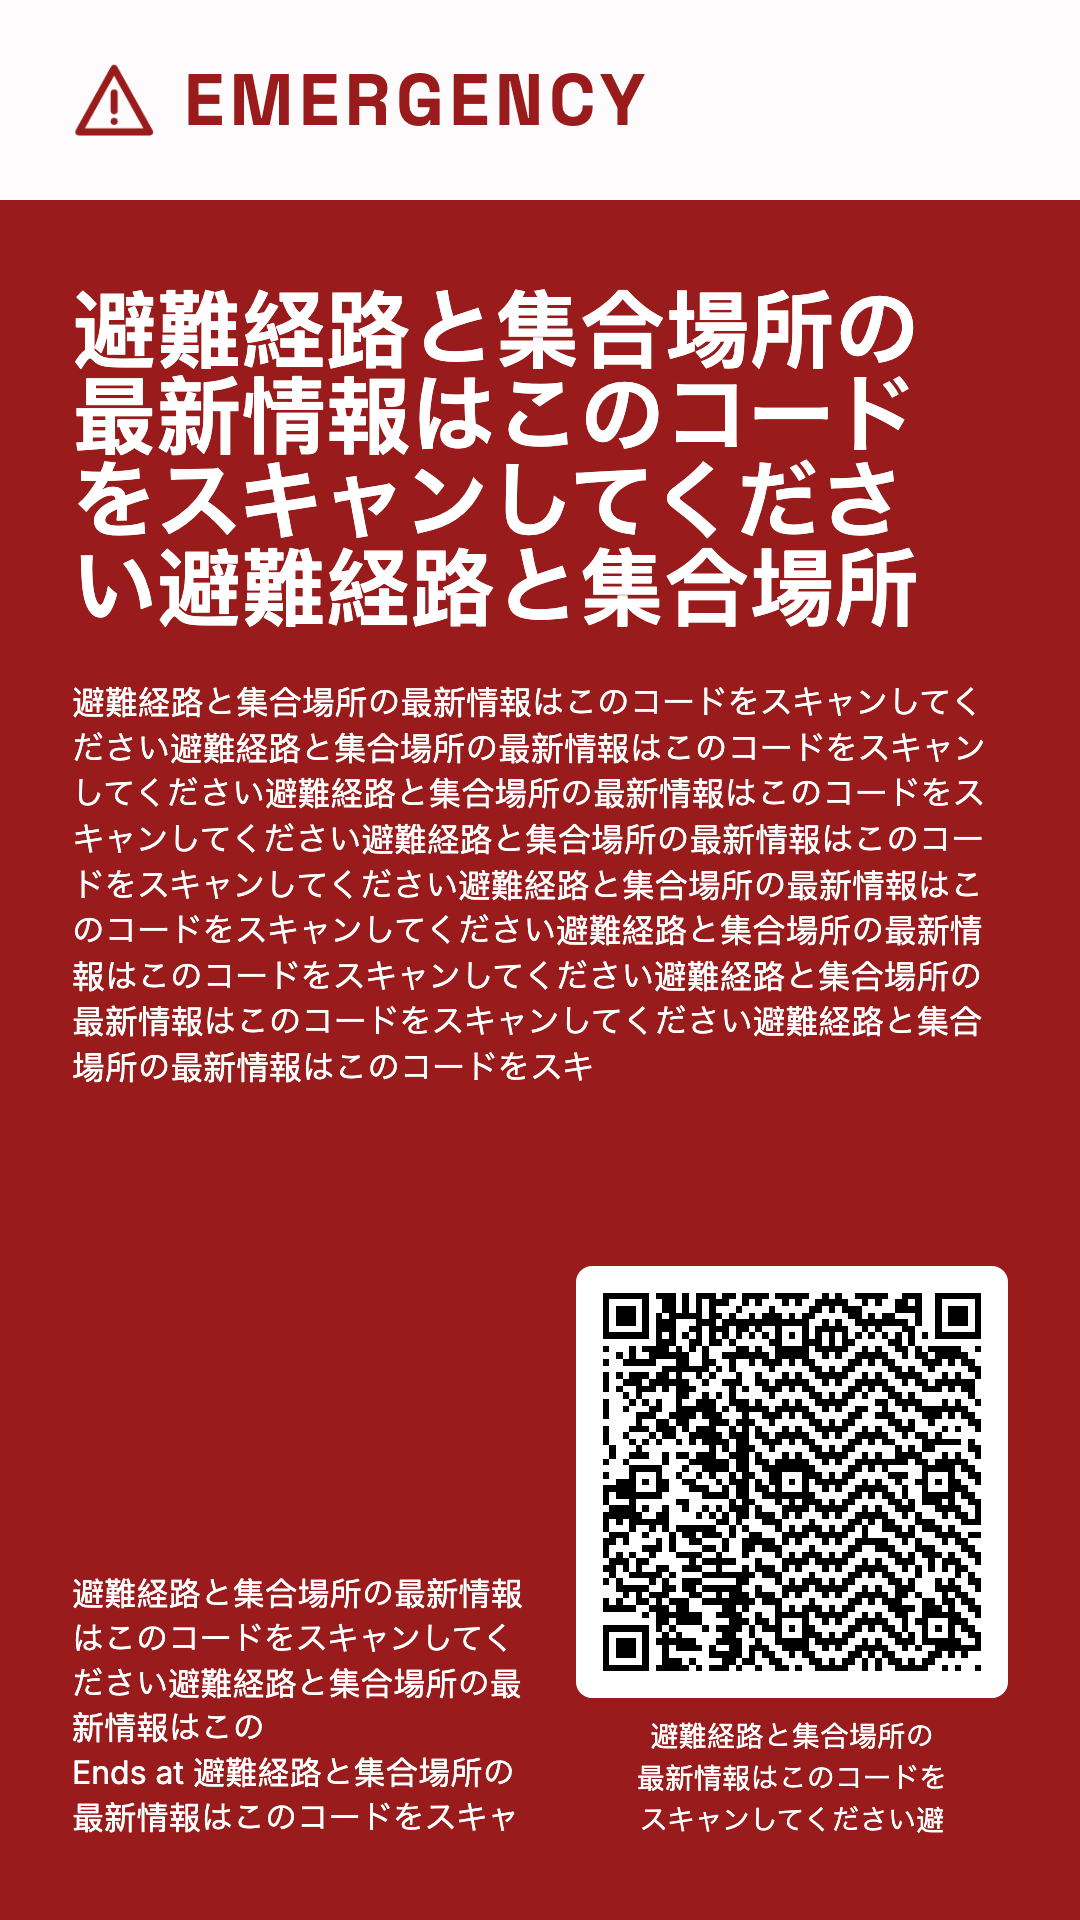 EMERGENCY
避難経路と集合場所の
最新情報はこのコード
をスキャンしてくださ
い避難経路と集合場所
避難経路と集合場所の最新情報はこのコードをスキャンしてく
ださい避難経路と集合場所の最新情報はこのコードをスキャン
してください避難経路と集合場所の最新情報はこのコードをス
キャンしてください避難経路と集合場所の最新情報はこのコー
ドをスキャンしてください避難経路と集合場所の最新情報はこ
のコードをスキャンしてください避難経路と集合場所の最新情
報はこのコードをスキャンしてください避難経路と集合場所の
最新情報はこのコードをスキャンしてください避難経路と集合
場所の最新情報はこのコードをスキ
避難経路と集合場所の最新情報
はこのコードをスキャンしてく
ださい避難経路と集合場所の最
新情報はこの
Ends at 避難経路と集合場所の
最新情報はこのコードをスキャ
避難経路と集合場所の
最新情報はこのコードを
スキャンしてください避